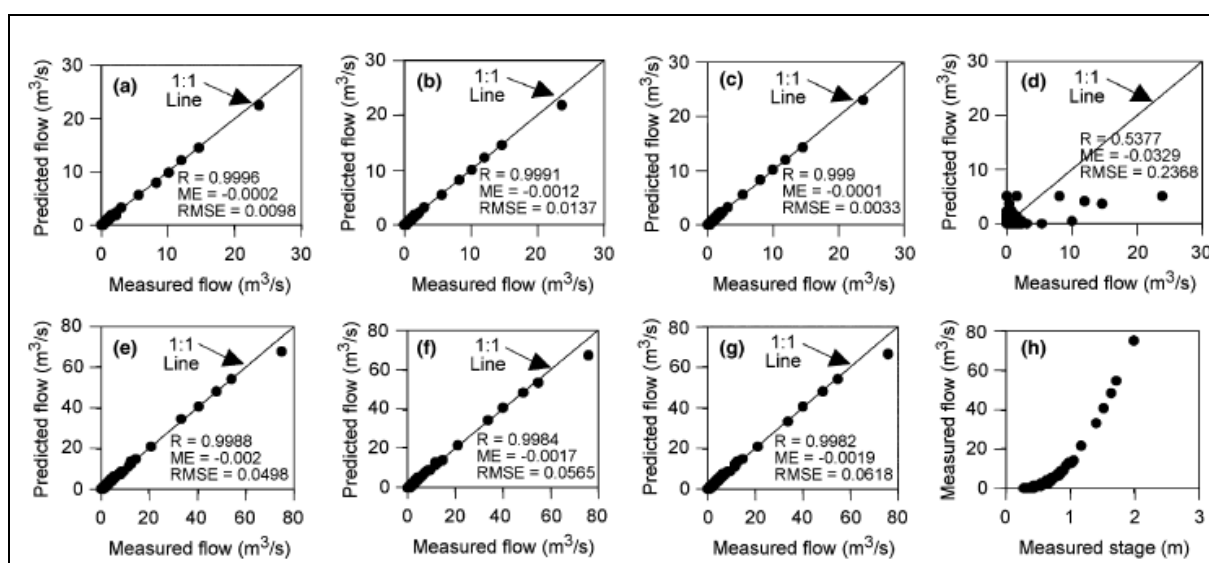 (a)
1:1
Line
R = 0.9996
ME = -0.0002
RMSE = 0.0098
Predicted flow (m³/s)
30
20
10
0
0 10 20 30
Measured flow (m³/s)
(b)
1:1
Line
R = 0.9991
ME = -0.0012
RMSE = 0.0137
Predicted flow (m³/s)
30
20
10
0
0 10 20 30
Measured flow (m³/s)
(c)
1:1
Line
R = 0.999
ME = -0.0001
RMSE = 0.0033
Predicted flow (m³/s)
30
20
10
0
0 10 20 30
Measured flow (m³/s)
(d)
1:1
Line
R = 0.5377
ME = -0.0329
RMSE = 0.2368
Predicted flow (m³/s)
30
20
10
0
0 10 20 30
Measured flow (m³/s)
(e)
1:1
Line
R = 0.9988
ME = -0.002
RMSE = 0.0498
Predicted flow (m³/s)
80
60
40
20
0
0 20 40 60 80
Measured flow (m³/s)
(f)
1:1
Line
R = 0.9984
ME = -0.0017
RMSE = 0.0565
Predicted flow (m³/s)
80
60
40
20
0
0 20 40 60 80
Measured flow (m³/s)
(g)
1:1
Line
R = 0.9982
ME = -0.0019
RMSE = 0.0618
Predicted flow (m³/s)
80
60
40
20
0
0 20 40 60 80
Measured flow (m³/s)
(h)
Measured flow (m³/s)
80
60
40
20
0
0 1 2 3
Measured stage (m)